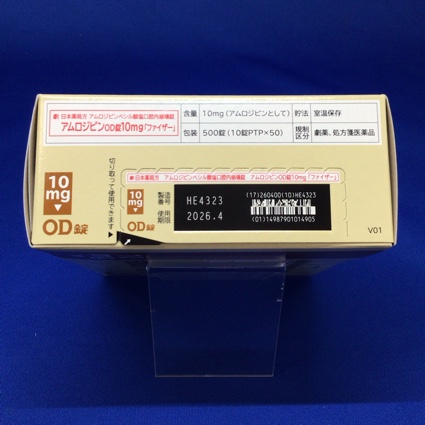 劇 日本薬局方 アムロジピンベシル酸塩口腔内崩壊錠
アムロジピンOD錠10mg「ファイザー」
含量 10mg(アムロジピンとして) 貯法 室温保存
包装 500錠(10錠PTP×50) 規制区分 劇薬、処方箋医薬品
切り取って使用できます▶
10
mg
▼
OD錠
劇 日本薬局方 アムロジピンベシル酸塩口腔内崩壊錠 アムロジピンOD錠10mg「ファイザー」
10
mg
▼
OD錠
製造番号 HE4323
使用期限 2026.4
(17)260400(10)HE4323
(01)14987901014905
V01